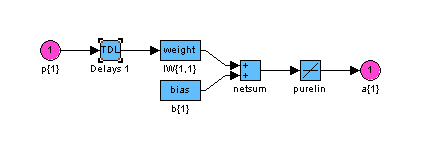 1
p{1}
TDL
Delays 1
weight
IW{1,1}
bias
b{1}
+
+
netsum
purelin
1
a{1}